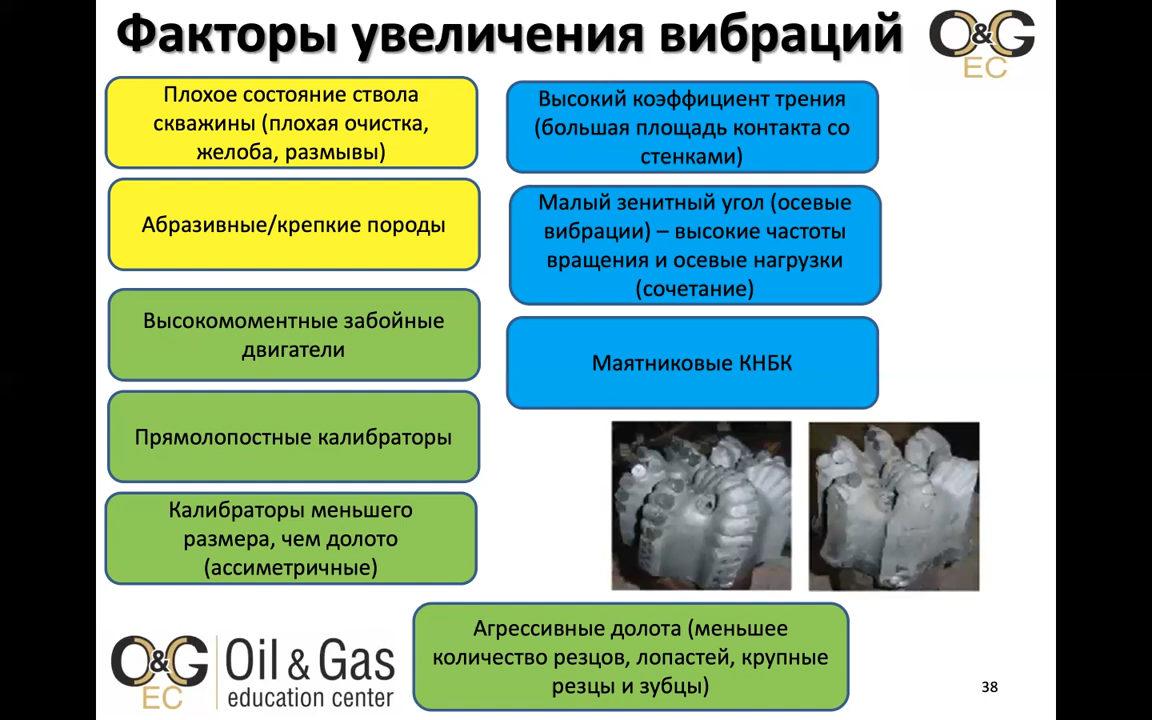 Факторы увеличения вибраций
O&G
EC
Плохое состояние ствола
скважины (плохая очистка,
желоба, размывы)
Абразивные/крепкие породы
Высокомоментные забойные
двигатели
Прямолопостные калибраторы
Калибраторы меньшего
размера, чем долото
(ассиметричные)
Высокий коэффициент трения
(большая площадь контакта со
стенками)
Малый зенитный угол (осевые
вибрации) – высокие частоты
вращения и осевые нагрузки
(сочетание)
Маятниковые КНБК
Агрессивные долота (меньшее
количество резцов, лопастей, крупные
резцы и зубцы)
O&G
EC
Oil & Gas
education center
38